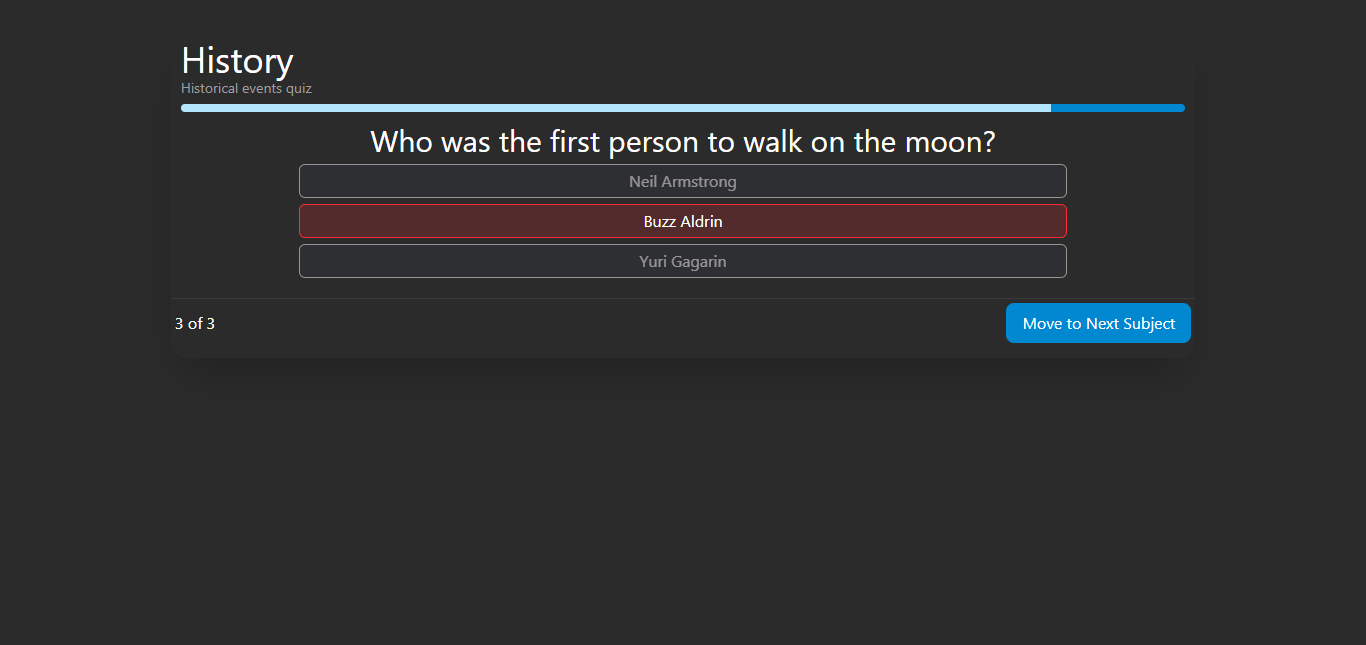 History
Historical events quiz
Who was the first person to walk on the moon?
Neil Armstrong
Buzz Aldrin
Yuri Gagarin
3 of 3
Move to Next Subject